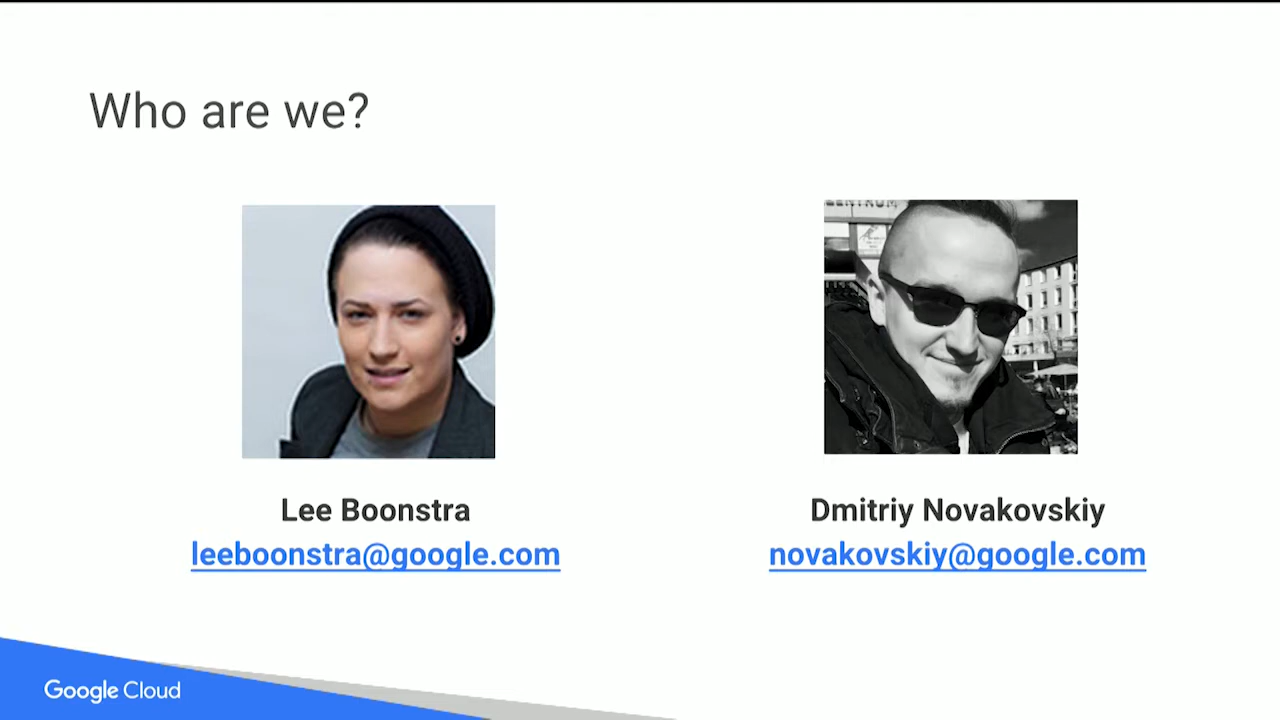 Who are we?
Lee Boonstra
leeboonstra@google.com
Dmitriy Novakovskiy
novakovskiy@google.com
Google Cloud